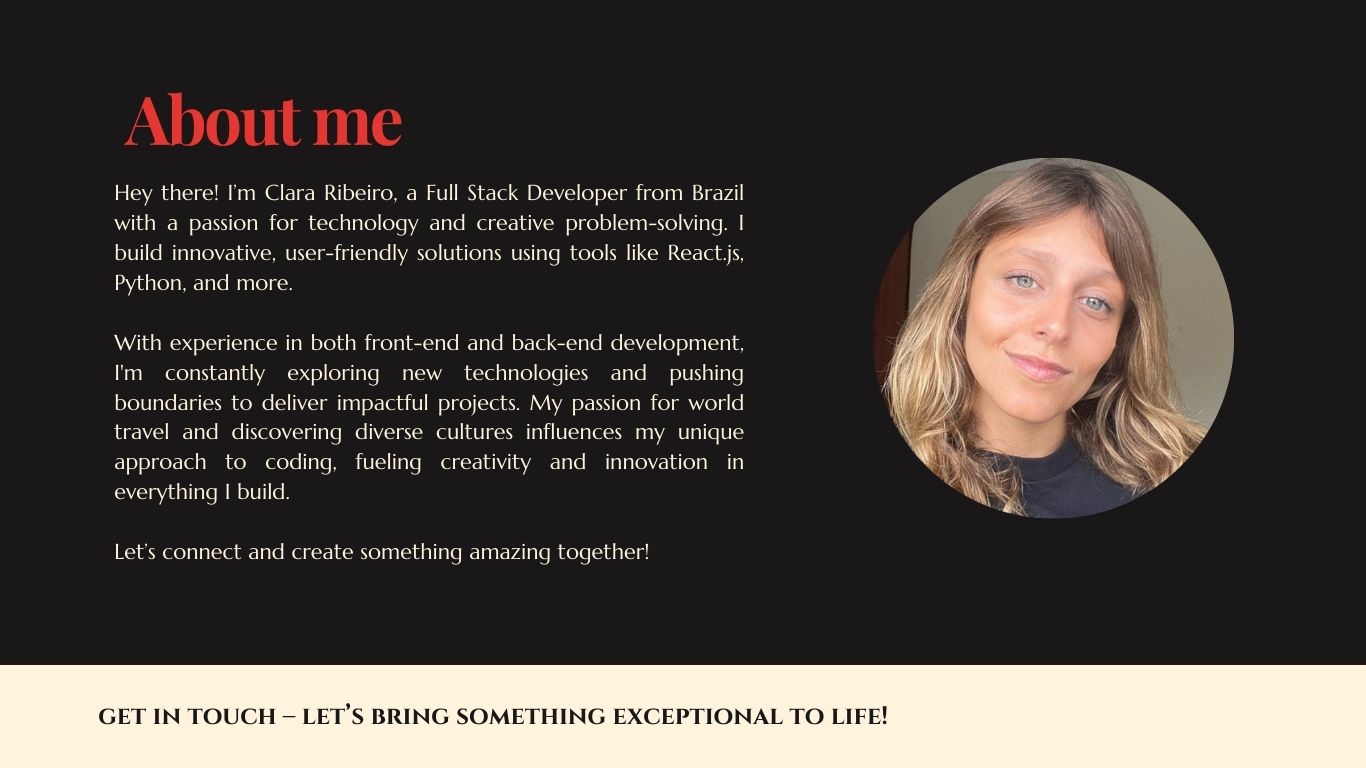 About me
Hey there! I’m Clara Ribeiro, a Full Stack Developer from Brazil
with a passion for technology and creative problem-solving. I
build innovative, user-friendly solutions using tools like React.js,
Python, and more.
With experience in both front-end and back-end development,
I'm constantly exploring new technologies and pushing
boundaries to deliver impactful projects. My passion for world
travel and discovering diverse cultures influences my unique
approach to coding, fueling creativity and innovation in
everything I build.
Let’s connect and create something amazing together!
GET IN TOUCH – LET’S BRING SOMETHING EXCEPTIONAL TO LIFE!